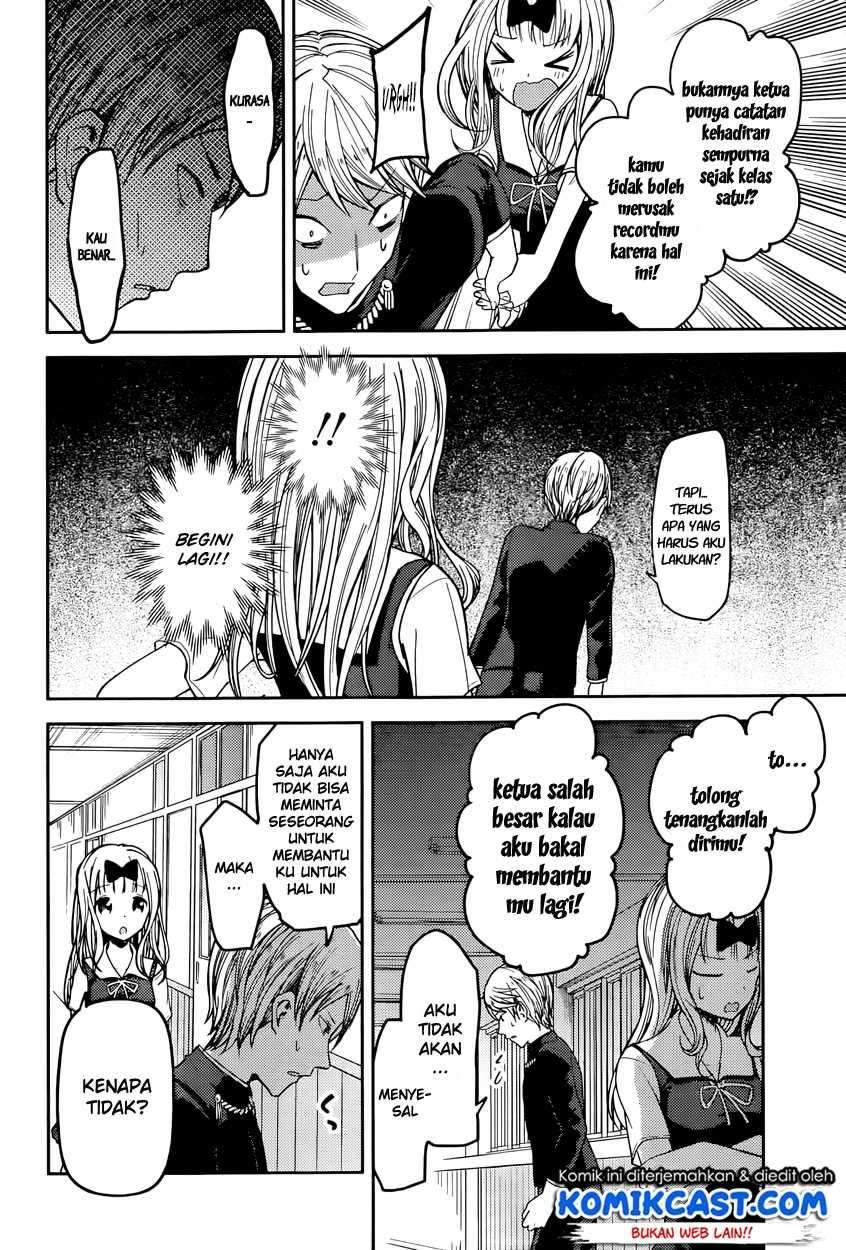 bukannya ketua
punya catatan
kehadiran
sempurna
sejak kelas
satu!?
kamu
tidak boleh
merusak
recordmu
karena hal
ini!
URGH!!
KURASA
-
KAU
BENAR..
TAPI..
TERUS
APA YANG
HARUS AKU
LAKUKAN?
!!
BEGINI
LAGI!!
to...
tolong
tenangkanlah
dirimu!
ketua salah
besar kalau
aku bakal
membantu
mu lagi!
AKU
TIDAK
AKAN
...
MENYE-
SAL
HANYA
SAJA AKU
TIDAK BISA
MEMINTA
SESEORANG
UNTUK
MEMBANTU
KU UNTUK
HAL INI
MAKA
...
KENAPA
TIDAK?
Komik ini diterjemahkan & diedit oleh
KOMIKCAST.COM
BUKAN WEB LAIN!!